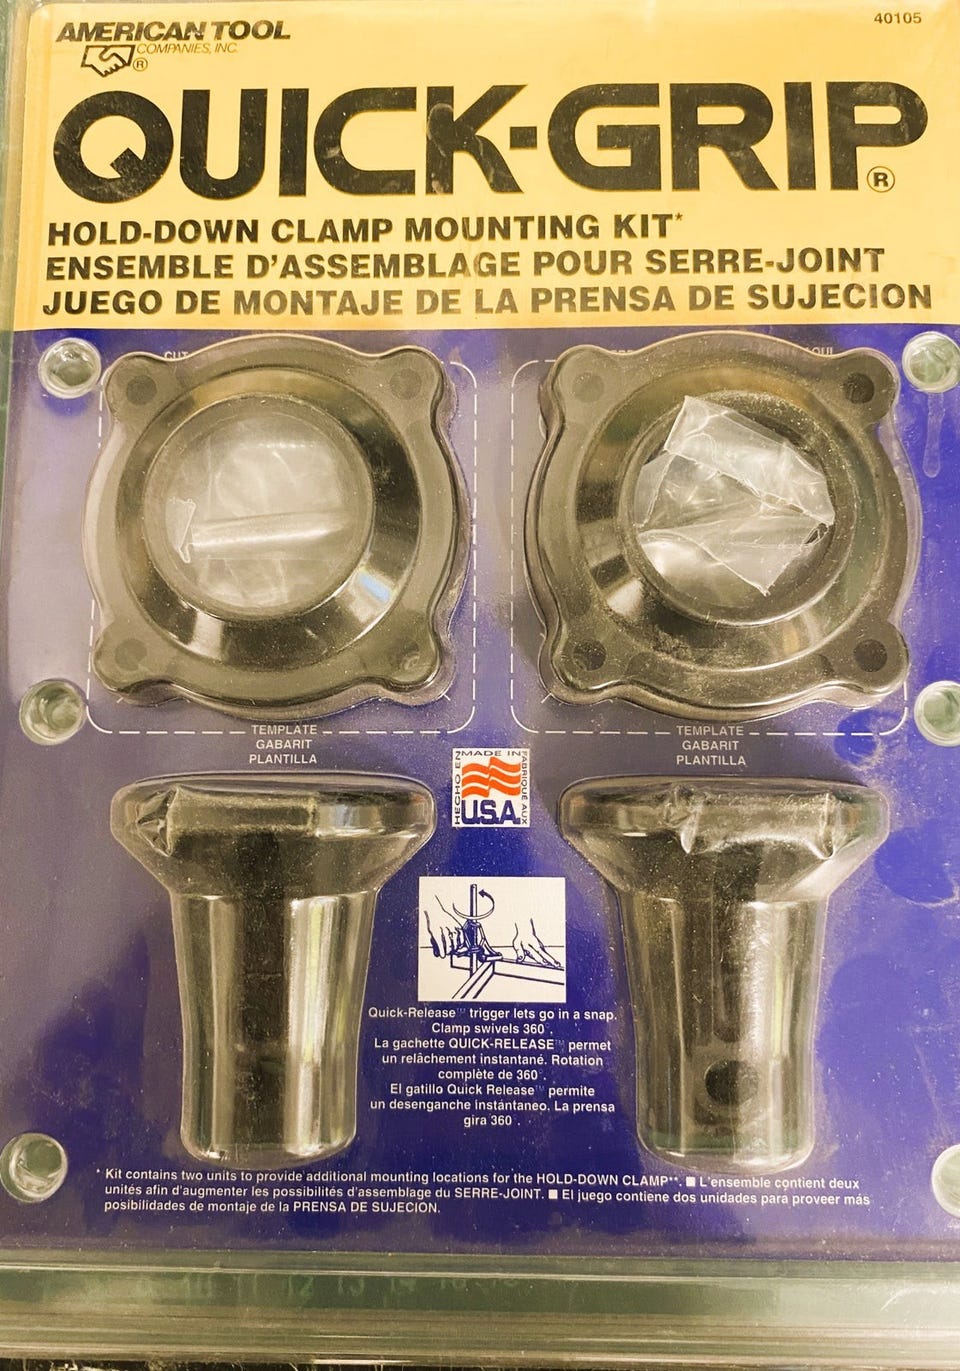 40105
AMERICAN TOOL
COMPANIES, INC.
®
QUICK-GRIP®
HOLD-DOWN CLAMP MOUNTING KIT*
ENSEMBLE D'ASSEMBLAGE POUR SERRE-JOINT
JUEGO DE MONTAJE DE LA PRENSA DE SUJECION
CUT
TEMPLATE
GABARIT
PLANTILLA
TEMPLATE
GABARIT
PLANTILLA
MADE IN
HECHO EN
FABRIQUE AUX
U.S.A.
Quick-Release™ trigger lets go in a snap.
Clamp swivels 360°.
La gachette QUICK-RELEASE™ permet
un relâchement instantané. Rotation
complète de 360°.
El gatillo Quick Release™ permite
un desenganche instántaneo. La prensa
gira 360°.
* Kit contains two units to provide additional mounting locations for the HOLD-DOWN CLAMP**. ■ L'ensemble contient deux
unités afin d'augmenter les possibilités d'assemblage du SERRE-JOINT. ■ El juego contiene dos unidades para proveer más
posibilidades de montaje de la PRENSA DE SUJECION.